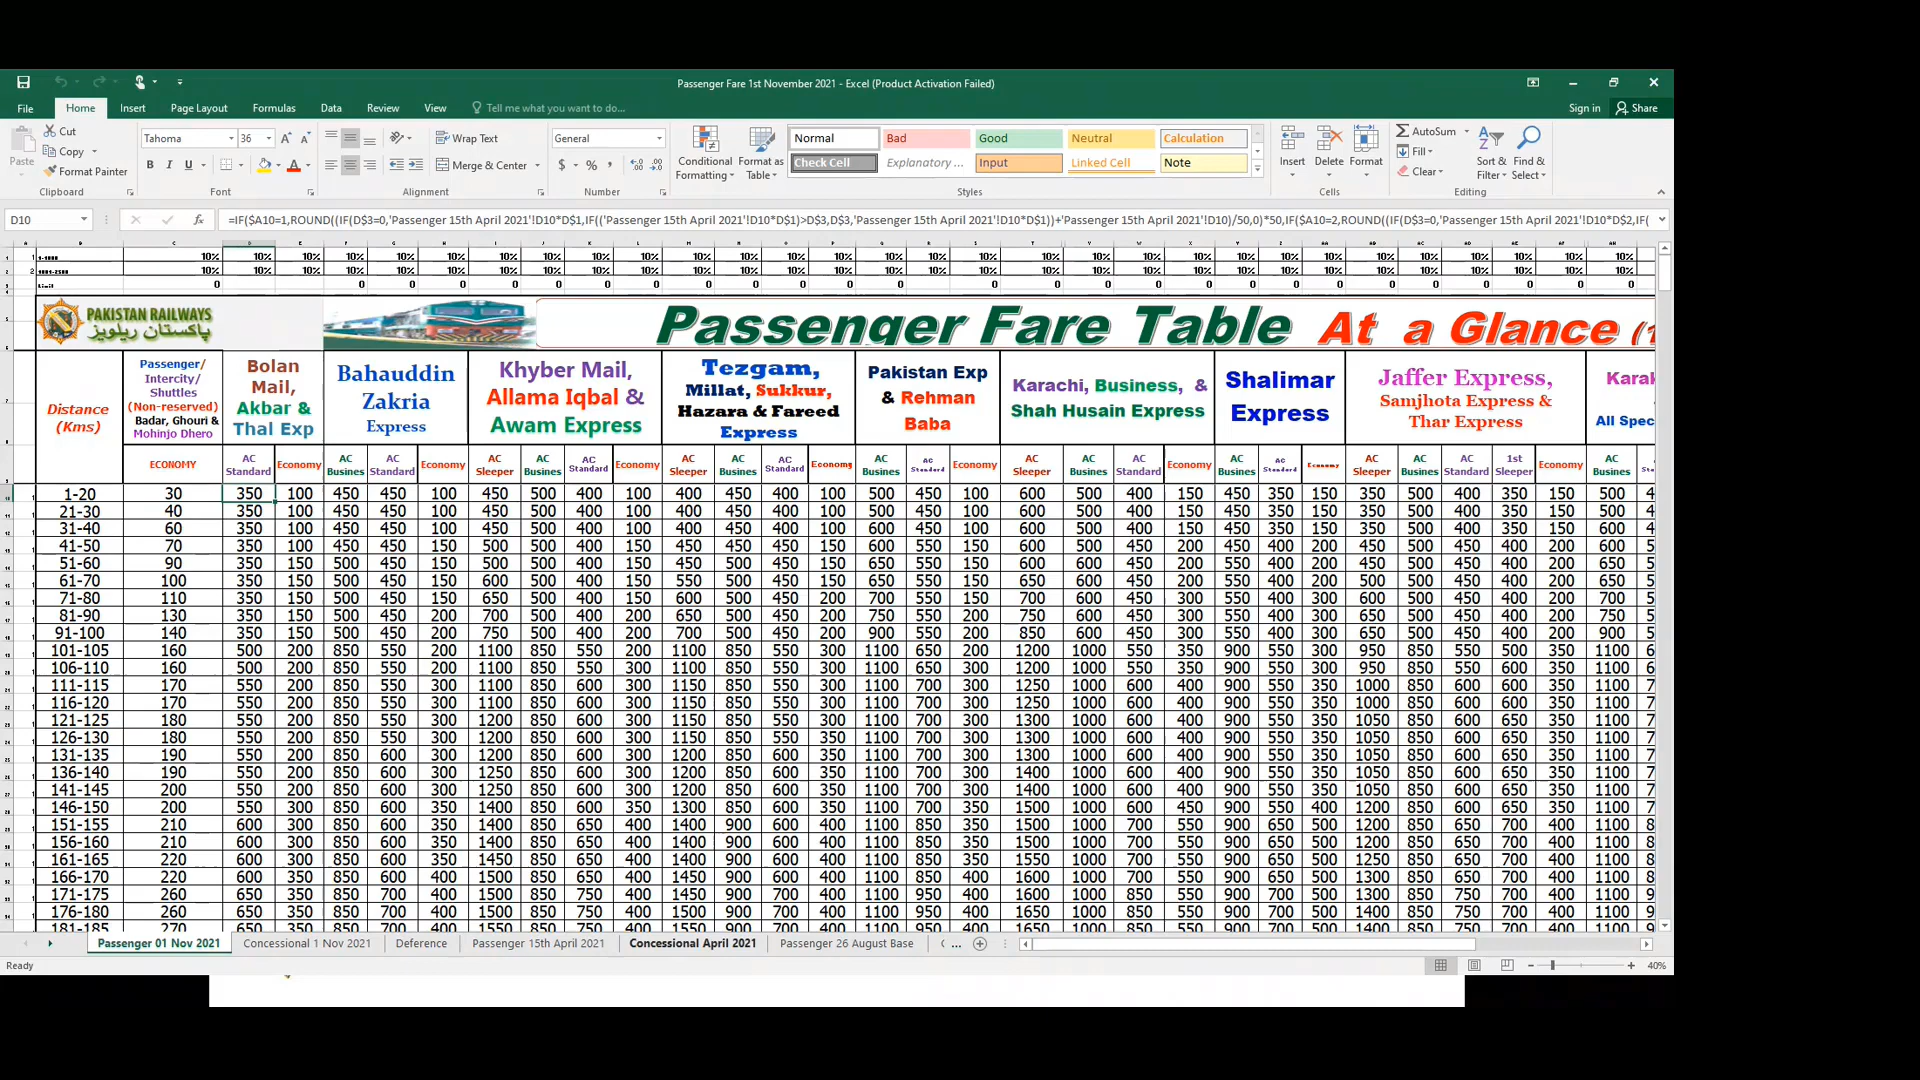 Passenger Fare 1st November 2021 - Excel (Product Activation Failed)
File Home Insert Page Layout Formulas Data Review View Tell me what you want to do... Sign in Share
Paste Cut Copy Format Painter Clipboard
Tahoma 36 B I U Font
Wrap Text Merge & Center Alignment
General $ % Number
Conditional Formatting Format as Table
Normal Bad Good Neutral Calculation
Check Cell Explanatory ... Input Linked Cell Note
Styles
Insert Delete Format Cells
AutoSum Fill Clear Sort & Filter Find & Select Editing
D10 fx =IF($A10=1,ROUND((IF(D$3=0,'Passenger 15th April 2021'!D10*D$1,IF(('Passenger 15th April 2021'!D10*D$1)>D$3,D$3,'Passenger 15th April 2021'!D10*D$1))+'Passenger 15th April 2021'!D10)/50,0)*50,IF($A10=2,ROUND((IF(D$3=0,'Passenger 15th April 2021'!D10*D$2,IF(
PAKISTAN RAILWAYS
پاکستان ریلویز
Passenger Fare Table At a Glance (1
Distance (Kms)
Passenger/ Intercity/ Shuttles (Non-reserved) Badar, Ghouri & Mohinjo Dhero
Bolan Mail, Akbar & Thal Exp
Bahauddin Zakria Express
Khyber Mail, Allama Iqbal & Awam Express
Tezgam, Millat, Sukkur, Hazara & Fareed Express
Pakistan Exp & Rehman Baba
Karachi, Business, & Shah Husain Express
Shalimar Express
Jaffer Express, Samjhota Express & Thar Express
Karak
All Spec
ECONOMY AC Standard Economy AC Busines AC Standard Economy AC Sleeper AC Busines AC Standard Economy AC Sleeper AC Busines AC Standard Economy AC Busines AC Standard Economy AC Sleeper AC Busines AC Standard Economy AC Busines AC Standard Economy AC Sleeper AC Busines AC Standard 1st Sleeper Economy AC Busines
1-20 30 350 100 450 450 100 450 500 400 100 400 450 400 100 500 450 100 600 500 400 150 450 350 150 350 500 400 350 150 500
21-30 40 350 100 450 450 100 450 500 400 100 400 450 400 100 500 450 100 600 500 400 150 450 350 150 350 500 400 350 150 500
31-40 60 350 100 450 450 100 450 500 400 100 400 450 400 100 600 450 100 600 500 400 150 450 350 150 350 500 400 350 150 600
41-50 70 350 100 450 450 150 500 500 400 150 450 450 450 150 600 550 150 600 500 450 200 450 400 200 450 500 450 400 200 600
51-60 90 350 150 500 450 150 500 500 400 150 450 500 450 150 650 550 150 600 600 450 200 550 400 200 450 500 450 400 200 650
61-70 100 350 150 500 450 150 600 500 400 150 550 500 450 150 650 550 150 650 600 450 200 550 400 200 500 500 450 400 200 650
71-80 110 350 150 500 450 150 650 500 400 150 600 500 450 200 700 550 150 700 600 450 300 550 400 300 600 500 450 400 200 700
81-90 130 350 150 500 450 200 700 500 400 200 650 500 450 200 750 550 200 750 600 450 300 550 400 300 650 500 450 400 200 750
91-100 140 350 150 500 450 200 750 500 400 200 700 500 450 200 900 550 200 850 600 450 300 550 400 300 650 500 450 400 200 900
101-105 160 500 200 850 550 200 1100 850 550 200 1100 850 550 300 1100 650 200 1200 1000 550 350 900 550 300 950 850 550 500 350 1100
106-110 160 500 200 850 550 200 1100 850 550 300 1100 850 550 300 1100 650 300 1200 1000 550 350 900 550 300 950 850 550 600 350 1100
111-115 170 550 200 850 550 200 1100 850 600 300 1150 850 550 300 1100 700 300 1250 1000 600 400 900 550 350 1000 850 600 600 350 1100
116-120 170 550 200 850 550 300 1100 850 600 300 1150 850 550 300 1100 700 300 1250 1000 600 400 900 550 350 1000 850 600 700 350 1100
121-125 180 550 200 850 550 300 1200 850 600 300 1150 850 600 300 1100 700 300 1300 1000 600 400 900 550 350 1050 850 600 700 350 1100
126-130 180 550 200 850 550 300 1200 850 600 300 1150 850 600 300 1100 700 300 1300 1000 600 400 900 550 350 1050 850 600 700 350 1100
131-135 190 550 200 850 600 300 1200 850 600 300 1200 850 600 300 1100 700 300 1300 1000 600 400 900 550 350 1050 850 600 700 350 1100
136-140 190 550 200 850 600 300 1250 850 600 300 1200 850 600 350 1100 700 300 1400 1000 600 400 900 550 350 1050 850 600 650 350 1100
141-145 200 550 200 850 600 300 1250 850 600 300 1200 850 600 350 1100 700 300 1400 1000 600 400 900 550 350 1050 850 600 700 350 1100
146-150 200 550 300 850 600 300 1400 850 600 350 1300 850 600 350 1100 700 350 1500 1000 600 450 900 550 400 1200 850 600 700 350 1100
151-155 210 600 300 850 600 300 1400 850 650 400 1400 900 600 400 1100 850 350 1500 1000 700 550 900 650 500 1200 850 650 700 400 1100
156-160 210 600 300 850 600 350 1400 850 650 400 1400 900 600 400 1100 850 350 1500 1000 700 550 900 650 500 1200 850 650 700 400 1100
161-165 220 600 300 850 600 350 1450 850 650 400 1400 900 600 400 1100 850 350 1550 1000 700 550 900 650 500 1250 850 650 700 400 1100
166-170 220 600 350 850 600 400 1500 850 650 400 1450 900 700 400 1100 850 400 1600 1000 700 550 900 650 500 1300 850 650 700 400 1100
171-175 260 650 350 850 700 400 1500 850 750 400 1450 900 700 400 1100 950 400 1600 1000 850 550 900 700 500 1300 850 750 700 400 1100
176-180 260 650 350 850 700 400 1500 850 750 400 1500 900 700 400 1100 950 400 1650 1000 850 550 900 700 500 1400 850 750 700 400 1100
Passenger 01 Nov 2021 Concessional 1 Nov 2021 Deference Passenger 15th April 2021 Concessional April 2021 Passenger 26 August Base ...
Ready 40%